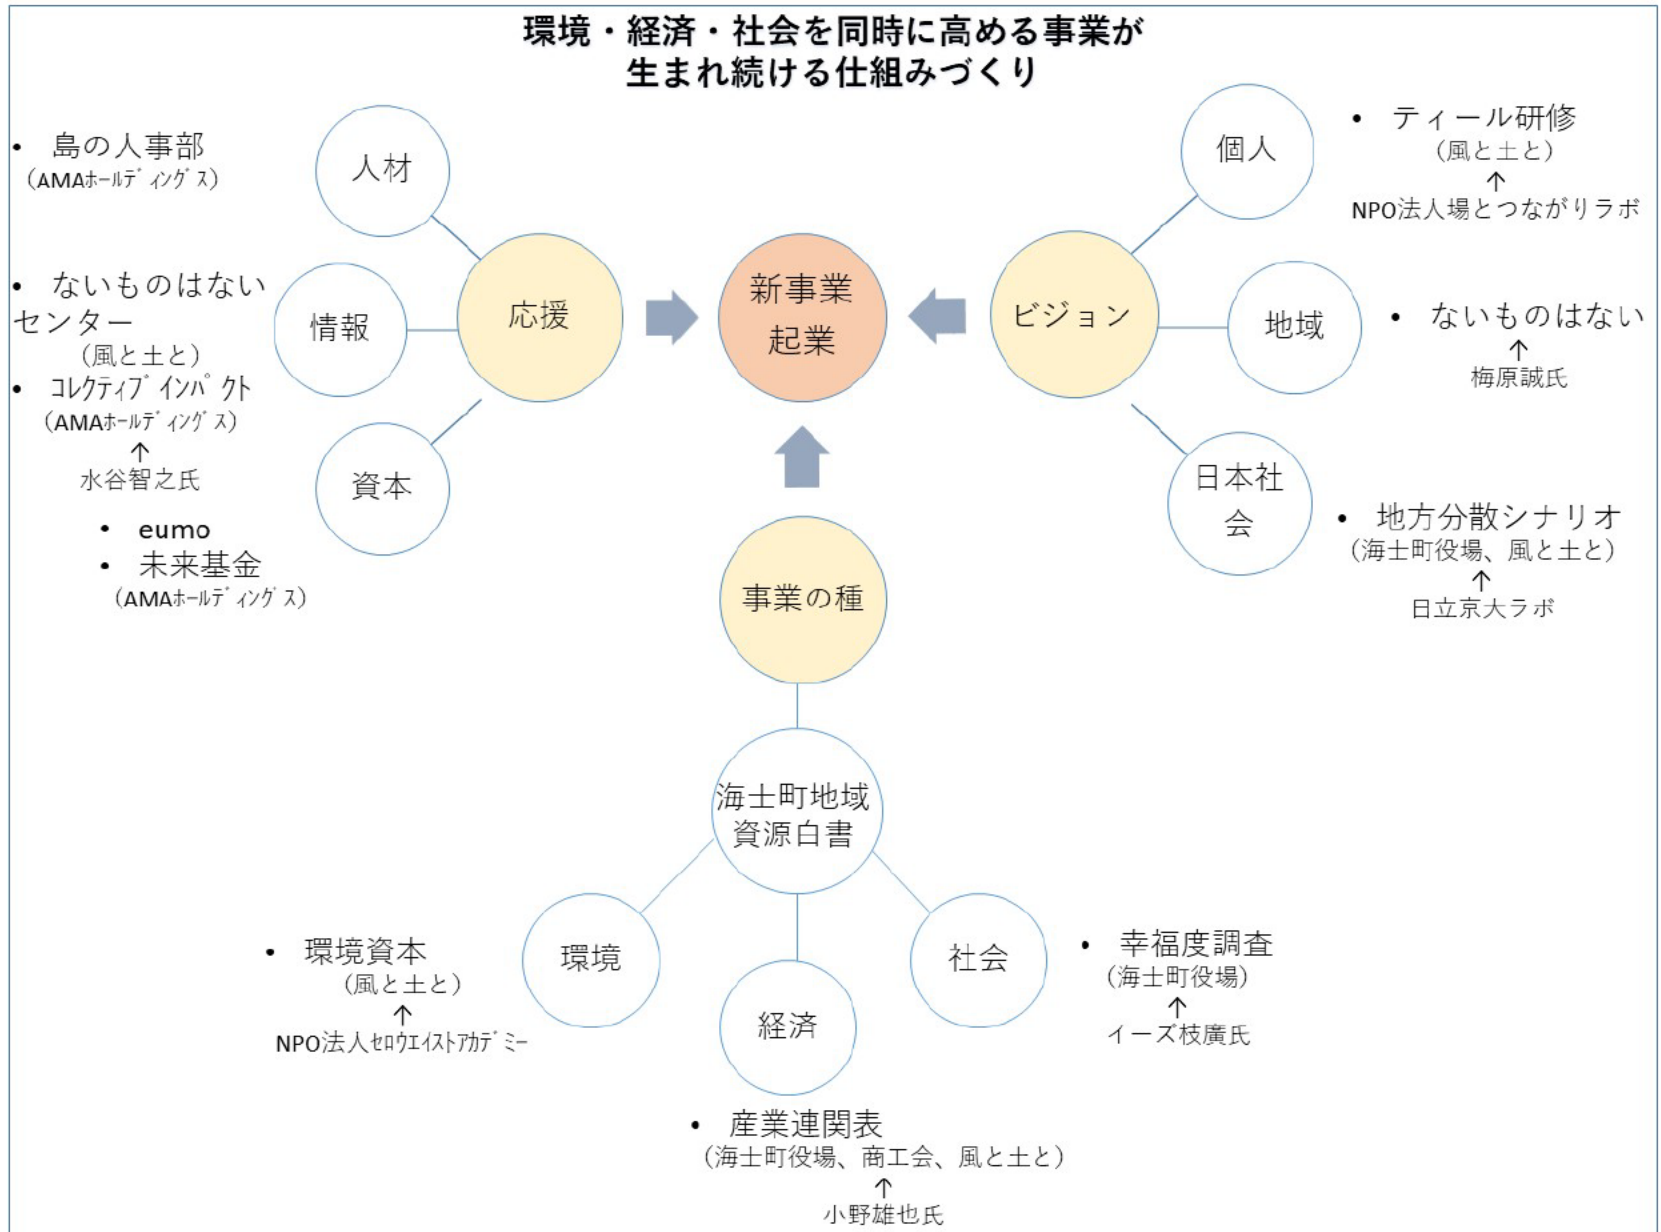 環境・経済・社会を同時に高める事業が
生まれ続ける仕組みづくり
• 島の人事部
(AMAホールディングス)
人材
• ないものはない
センター
(風と土と)
• コレクティブインパクト
(AMAホールディングス)
↑
水谷智之氏
情報
• eumo
• 未来基金
(AMAホールディングス)
資本
応援
新事業
起業
ビジョン
個人
• ティール研修
(風と土と)
↑
NPO法人場とつながりラボ
地域
• ないものはない
↑
梅原誠氏
日本社
会
• 地方分散シナリオ
(海士町役場、風と土と)
↑
日立京大ラボ
事業の種
海士町地域
資源白書
環境
• 環境資本
(風と土と)
↑
NPO法人ゼロウエイストアカデミー
経済
• 産業連関表
(海士町役場、商工会、風と土と)
↑
小野雄也氏
社会
• 幸福度調査
(海士町役場)
↑
イーズ枝廣氏